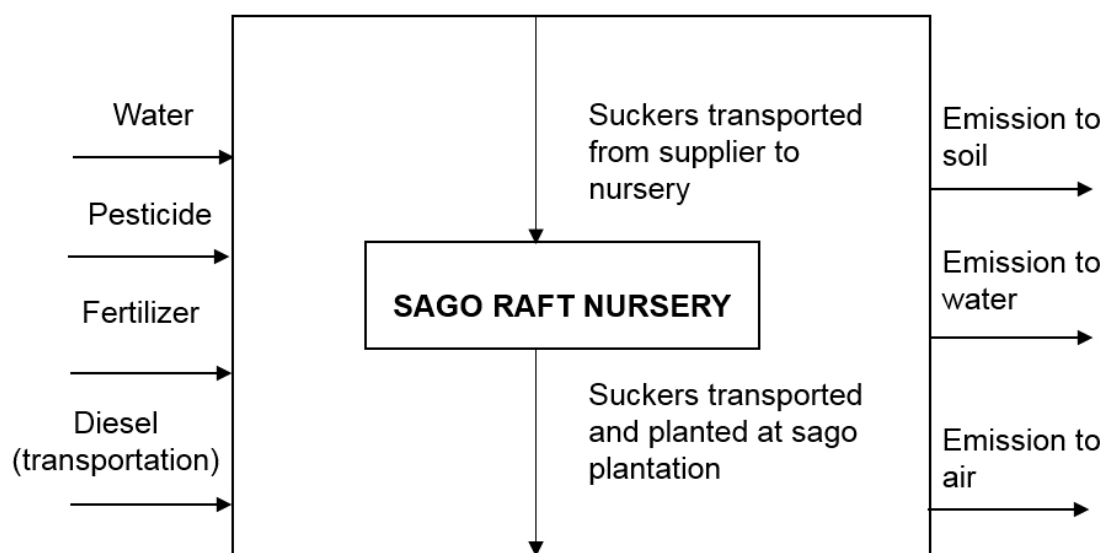 Water
Pesticide
Fertilizer
Diesel
(transportation)
Suckers transported
from supplier to
nursery
SAGO RAFT NURSERY
Suckers transported
and planted at sago
plantation
Emission to
soil
Emission to
water
Emission to
air